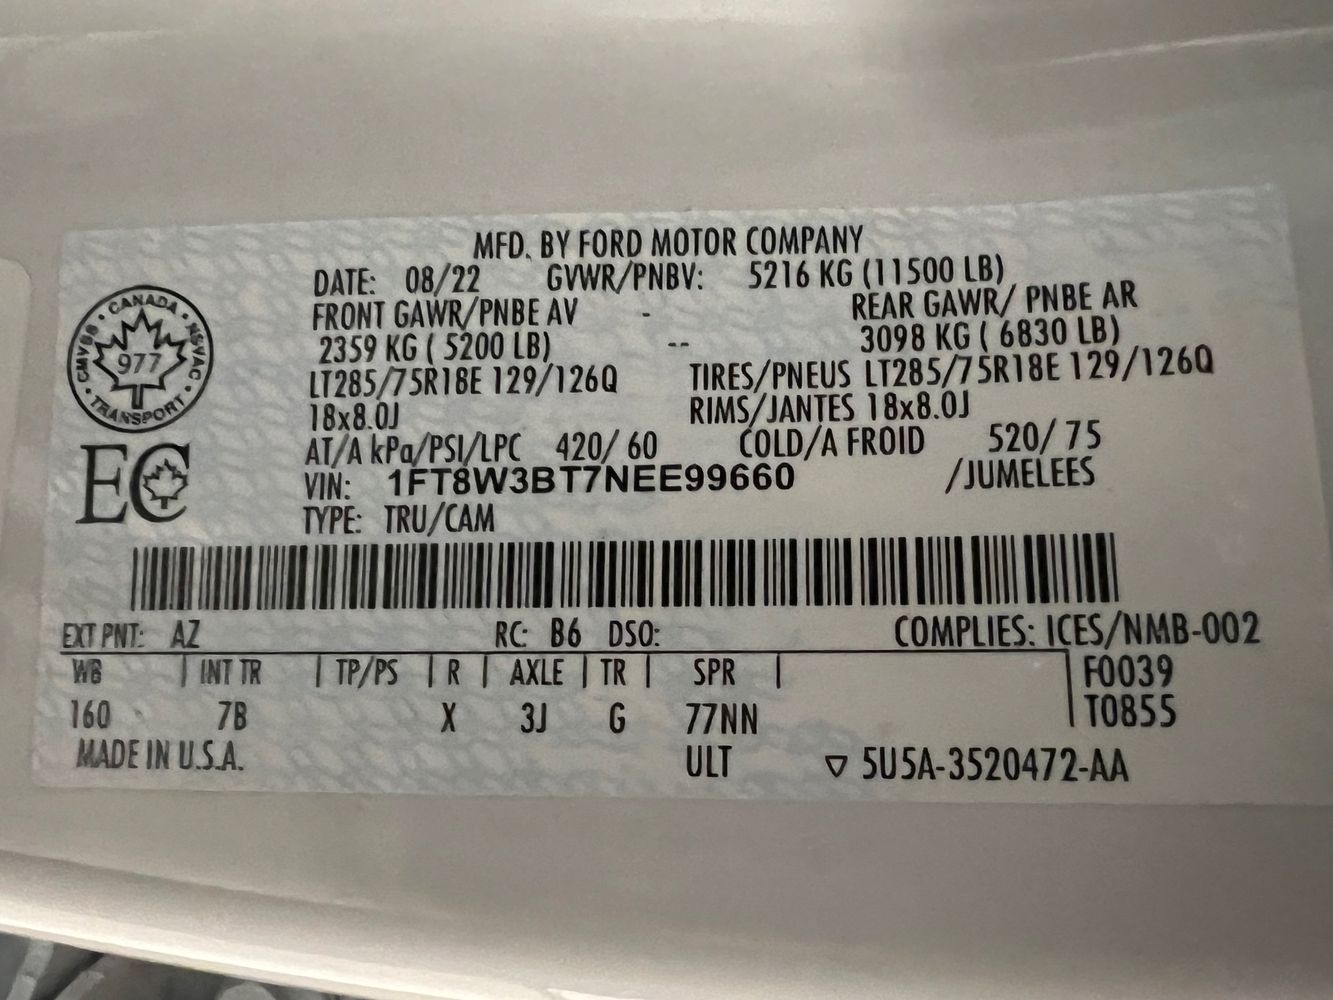 MFD. BY FORD MOTOR COMPANY
DATE: 08/22 GVWR/PNBV: 5216 KG (11500 LB)
FRONT GAWR/PNBE AV - REAR GAWR/ PNBE AR
2359 KG ( 5200 LB) -- 3098 KG ( 6830 LB)
LT285/75R18E 129/126Q TIRES/PNEUS LT285/75R18E 129/126Q
18x8.0J RIMS/JANTES 18x8.0J
AT/A kPa/PSI/LPC 420/ 60 COLD/A FROID 520/ 75
VIN: 1FT8W3BT7NEE99660 /JUMELEES
TYPE: TRU/CAM
CANADA • NSVAC • TRANSPORT • CMVSS •
977
EC
EXT PNT: AZ RC: B6 DSO: COMPLIES: ICES/NMB-002
WB | INT TR | TP/PS | R | AXLE | TR | SPR | F0039
160 7B X 3J G 77NN T0855
MADE IN U.S.A. ULT ▽ 5U5A-3520472-AA